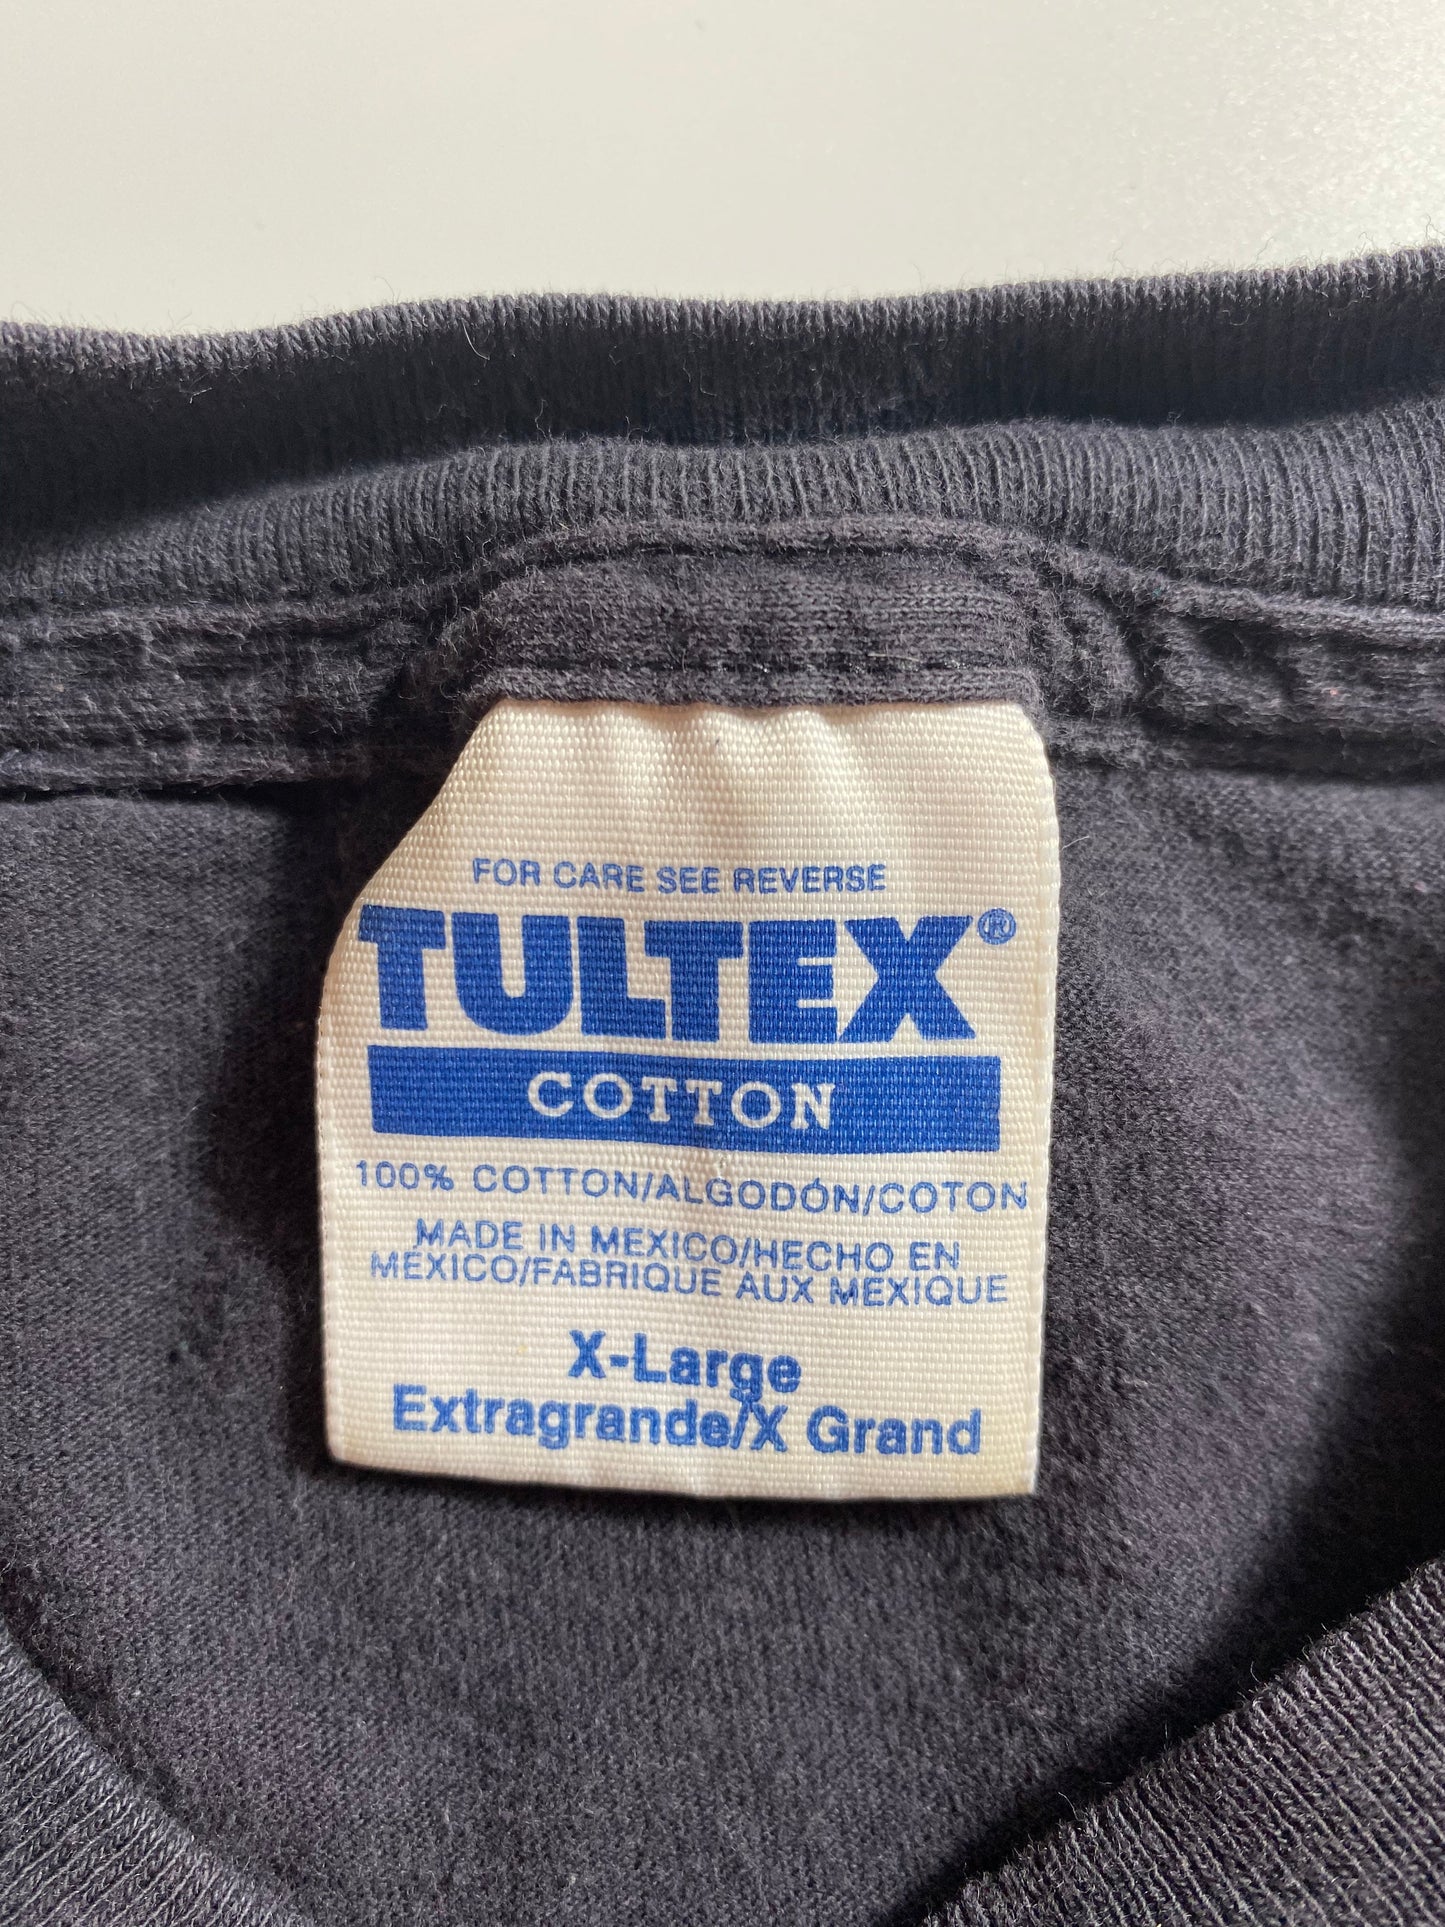 FOR CARE SEE REVERSE
TULTEX®
COTTON
100% COTTON/ALGODÓN/COTON
MADE IN MEXICO/HECHO EN
MÉXICO/FABRIQUE AUX MEXIQUE
X-Large
Extragrande/X Grand